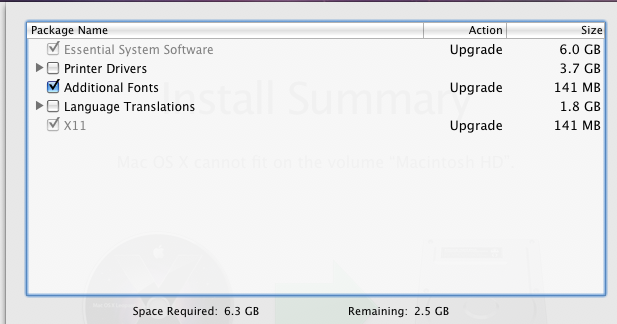 Package Name Action Size
Essential System Software Upgrade 6.0 GB
Printer Drivers 3.7 GB
Additional Fonts Upgrade 141 MB
Install Summary
Language Translations 1.8 GB
X11 Upgrade 141 MB
Mac OS X cannot fit on the volume "Macintosh HD".
Space Required: 6.3 GB Remaining: 2.5 GB